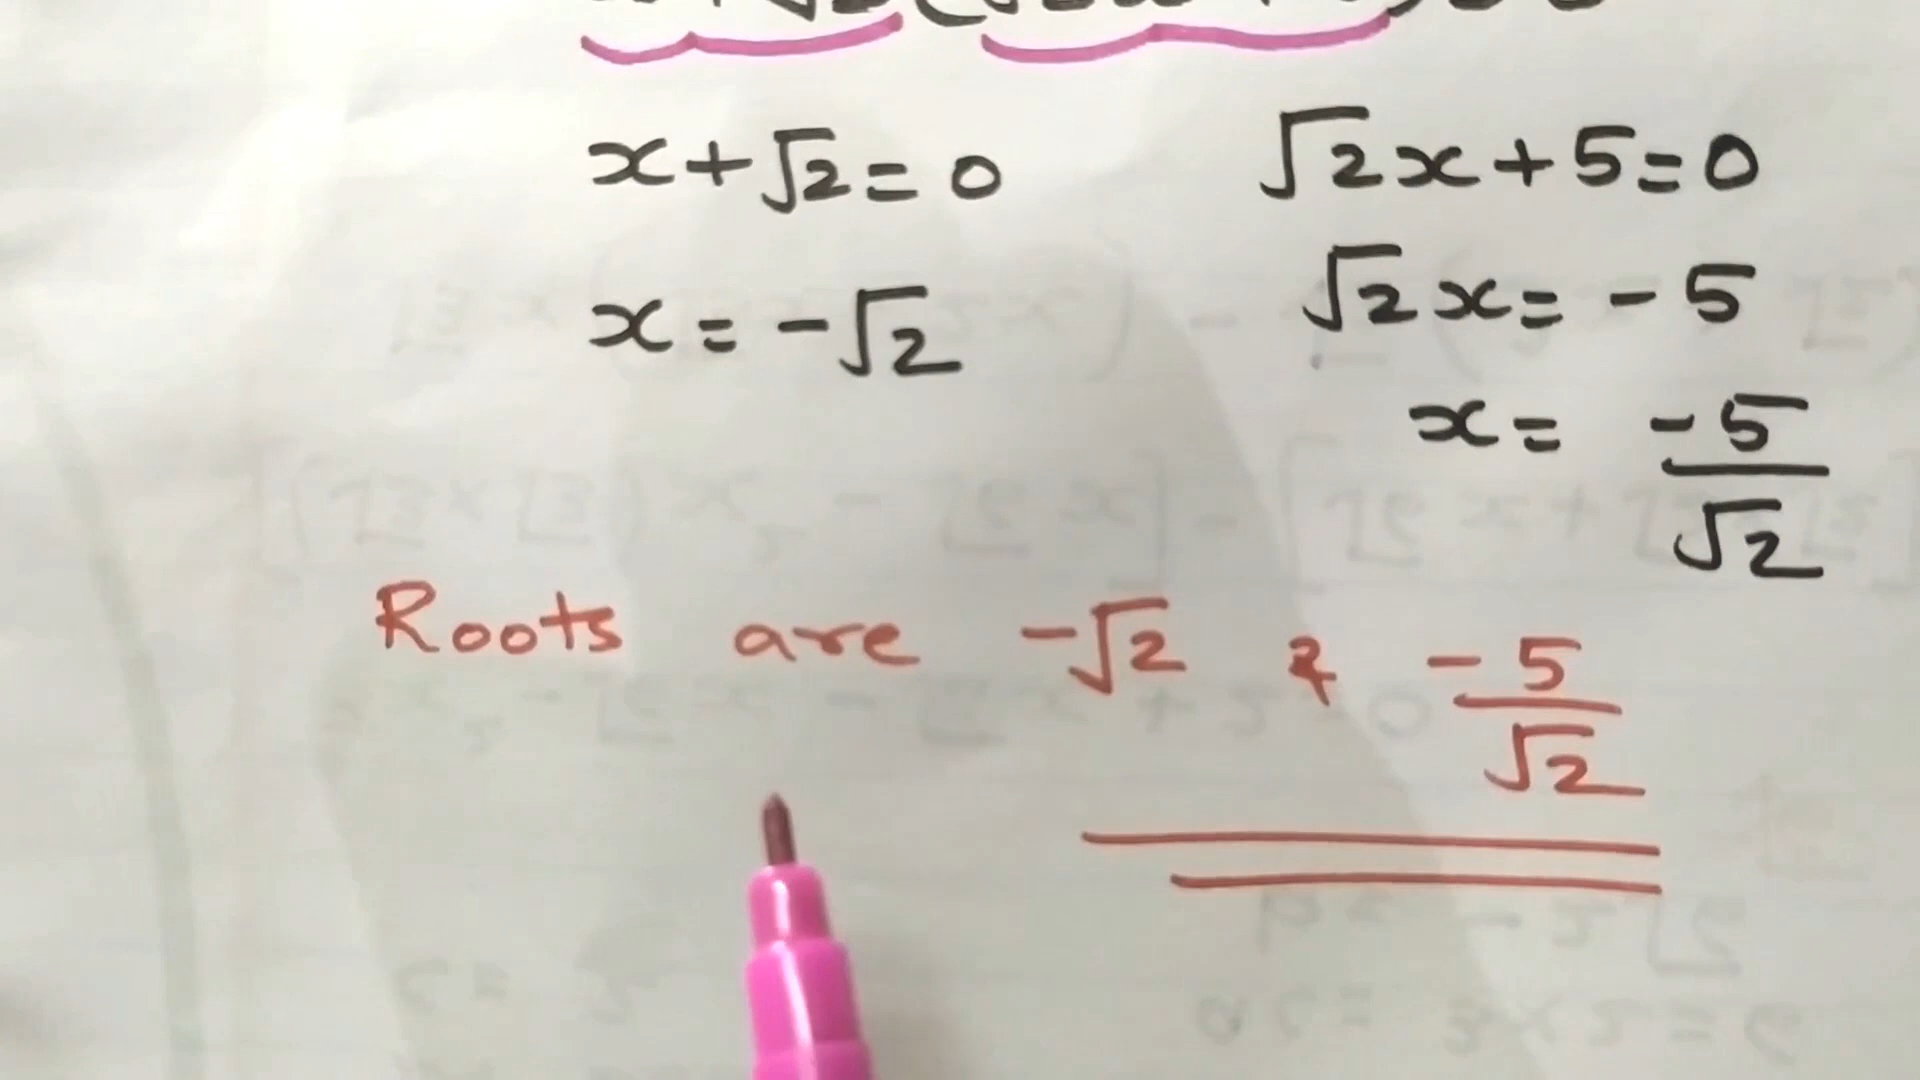 x+√2=0 √2x+5=0
x=-√2 √2x=-5
x=-5/√2
Roots are -√2 & -5/√2